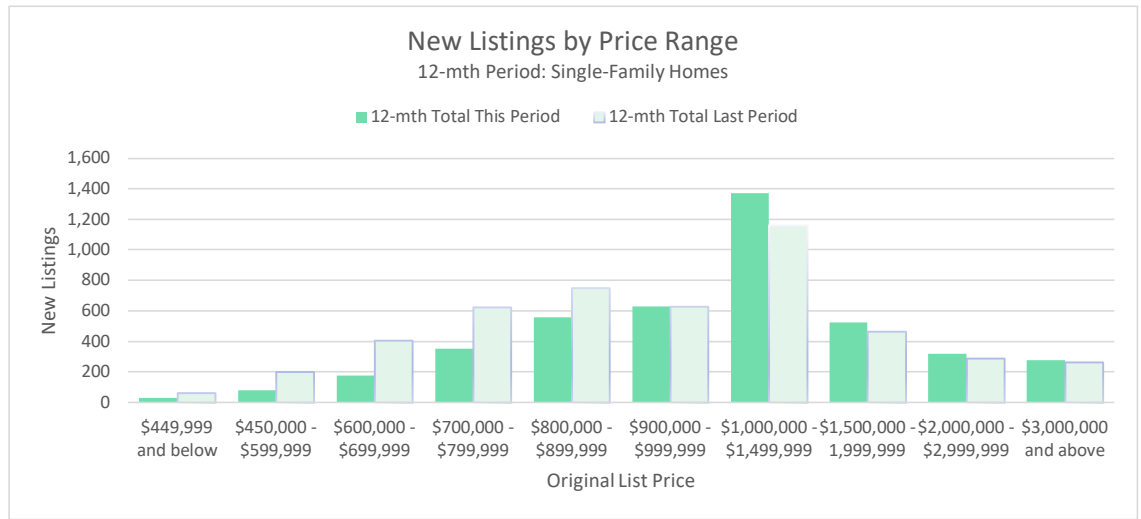 New Listings by Price Range
12-mth Period: Single-Family Homes
12-mth Total This Period 12-mth Total Last Period
1,600
1,400
1,200
1,000
800
600
400
200
0
New Listings
$449,999 $450,000 - $600,000 - $700,000 - $800,000 - $900,000 - $1,000,000 - $1,500,000 - $2,000,000 - $3,000,000
and below $599,999 $699,999 $799,999 $899,999 $999,999 $1,499,999 1,999,999 $2,999,999 and above
Original List Price